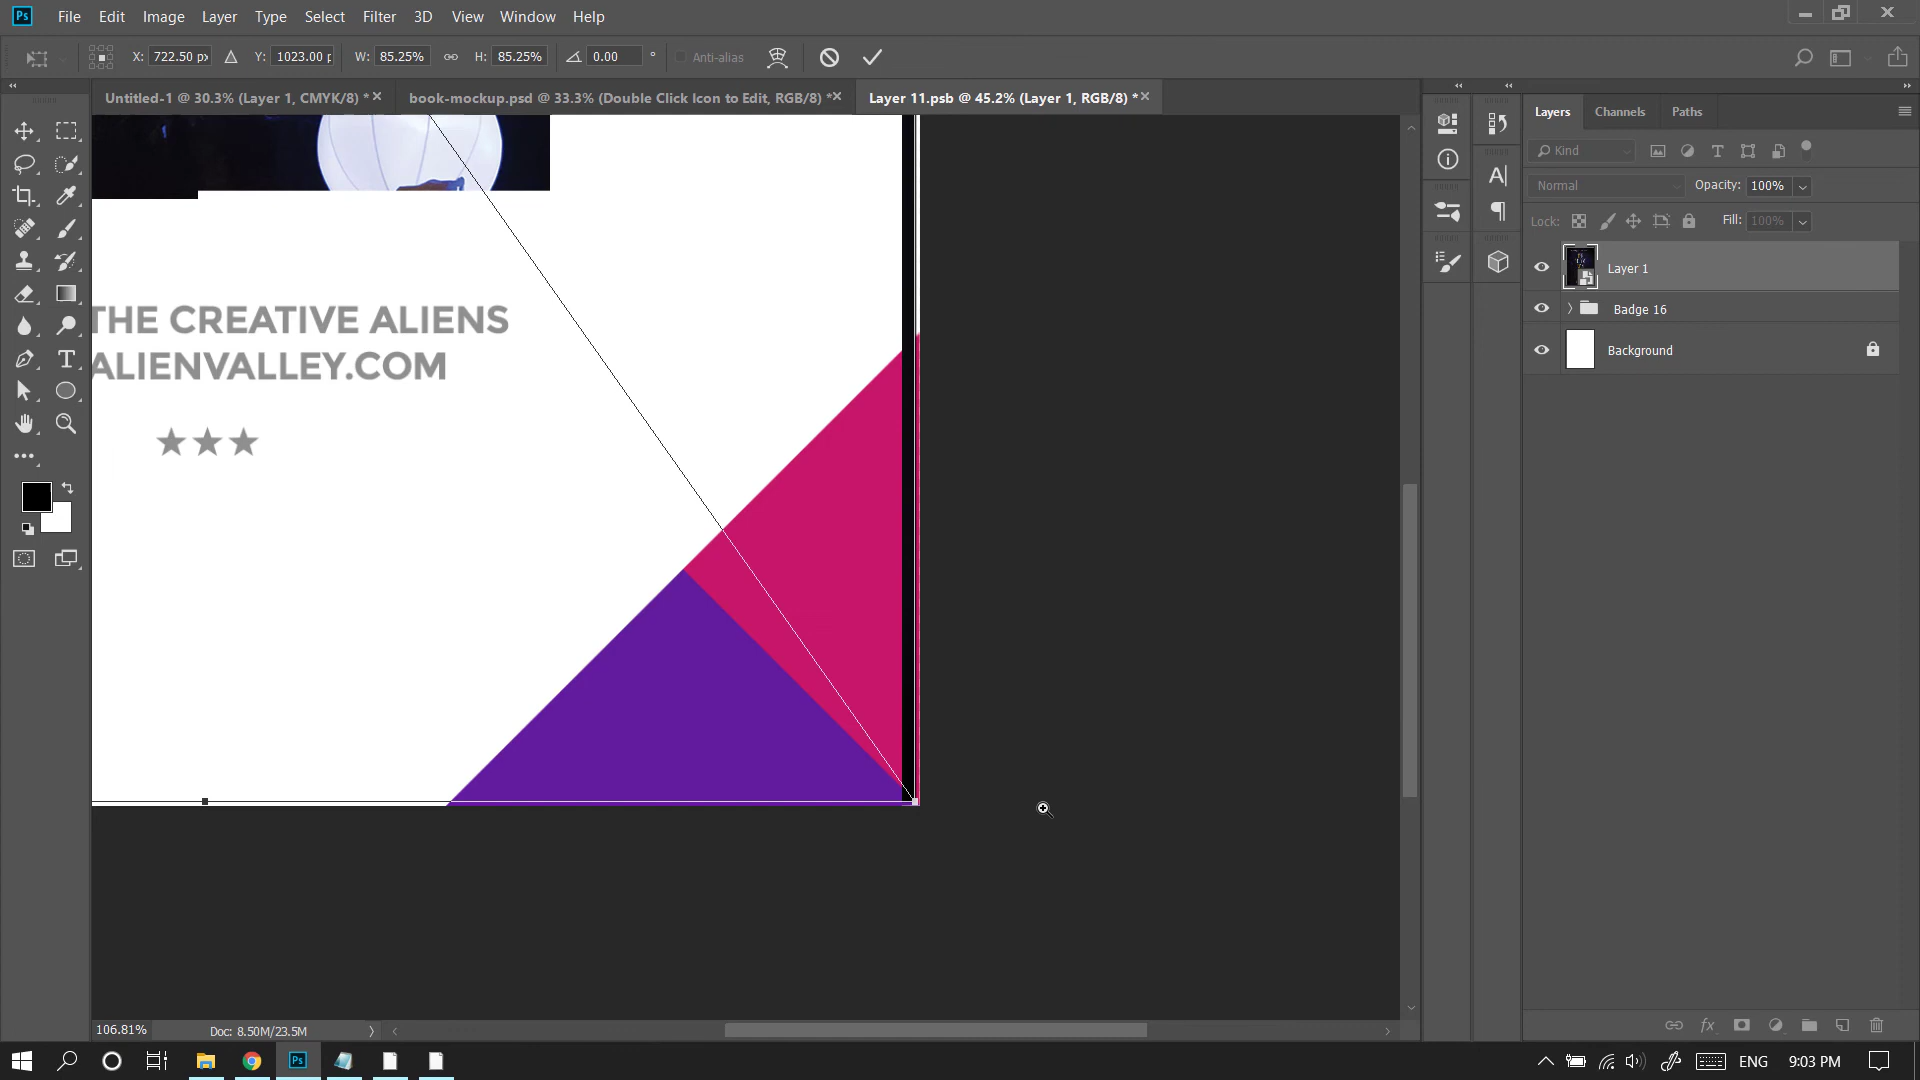 Ps File Edit Image Layer Type Select Filter 3D View Window Help
X: 722.50 px Y: 1023.00 p W: 85.25% H: 85.25% 0.00 ° Anti-alias
Untitled-1 @ 30.3% (Layer 1, CMYK/8) * book-mockup.psd @ 33.3% (Double Click Icon to Edit, RGB/8) * Layer 11.psb @ 45.2% (Layer 1, RGB/8) *
Layers Channels Paths
Kind
Normal Opacity: 100%
Lock: Fill: 100%
Layer 1
Badge 16
Background
THE CREATIVE ALIENS
ALIENVALLEY.COM
106.81% Doc: 8.50M/23.5M
Ps ENG 9:03 PM